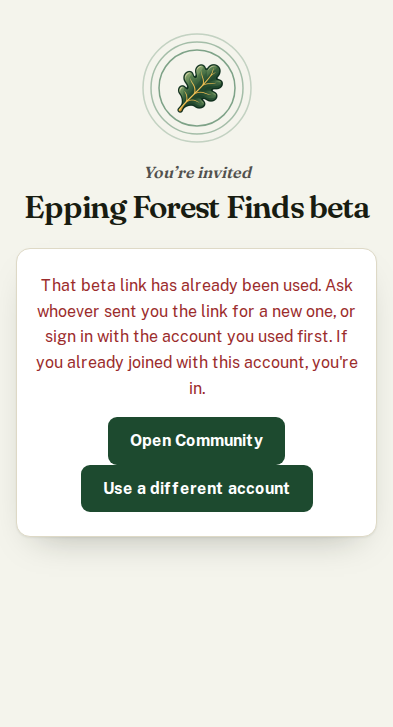 You're invited
Epping Forest Finds beta
That beta link has already been used. Ask
whoever sent you the link for a new one, or
sign in with the account you used first. If
you already joined with this account, you're
in.
Open Community
Use a different account